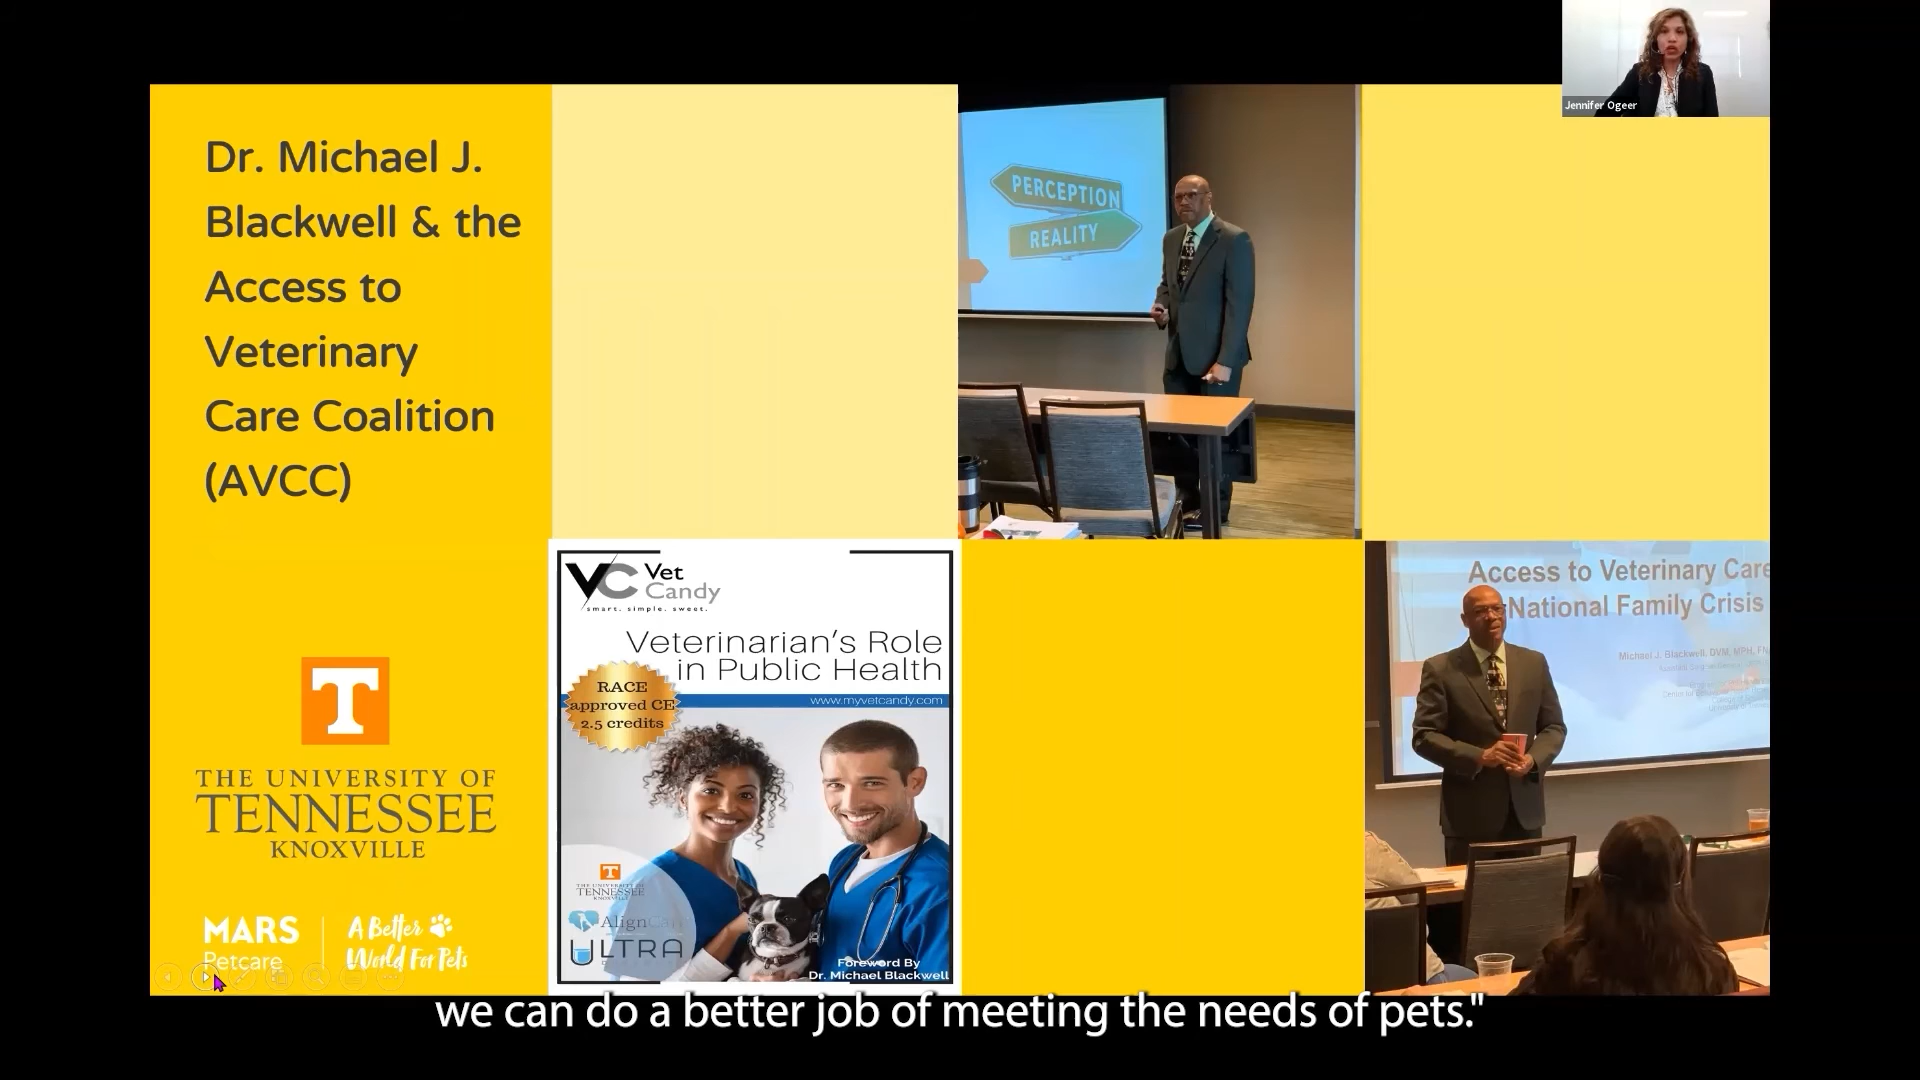 Jennifer Ogeer
Dr. Michael J.
Blackwell & the
Access to
Veterinary
Care Coalition
(AVCC)
PERCEPTION
REALITY
VC Vet
Candy
smart. simple. sweet.
Veterinarian's Role
in Public Health
www.myvetcandy.com
RACE
approved CE
2.5 credits
T
THE UNIVERSITY OF
TENNESSEE
KNOXVILLE
AlignCare
ULTRA
Foreword By
Dr. Michael Blackwell
Access to Veterinary Care
National Family Crisis
Michael J. Blackwell, DVM, MPH, FN
T
THE UNIVERSITY OF
TENNESSEE
KNOXVILLE
MARS
Petcare
A Better
World For Pets
we can do a better job of meeting the needs of pets."